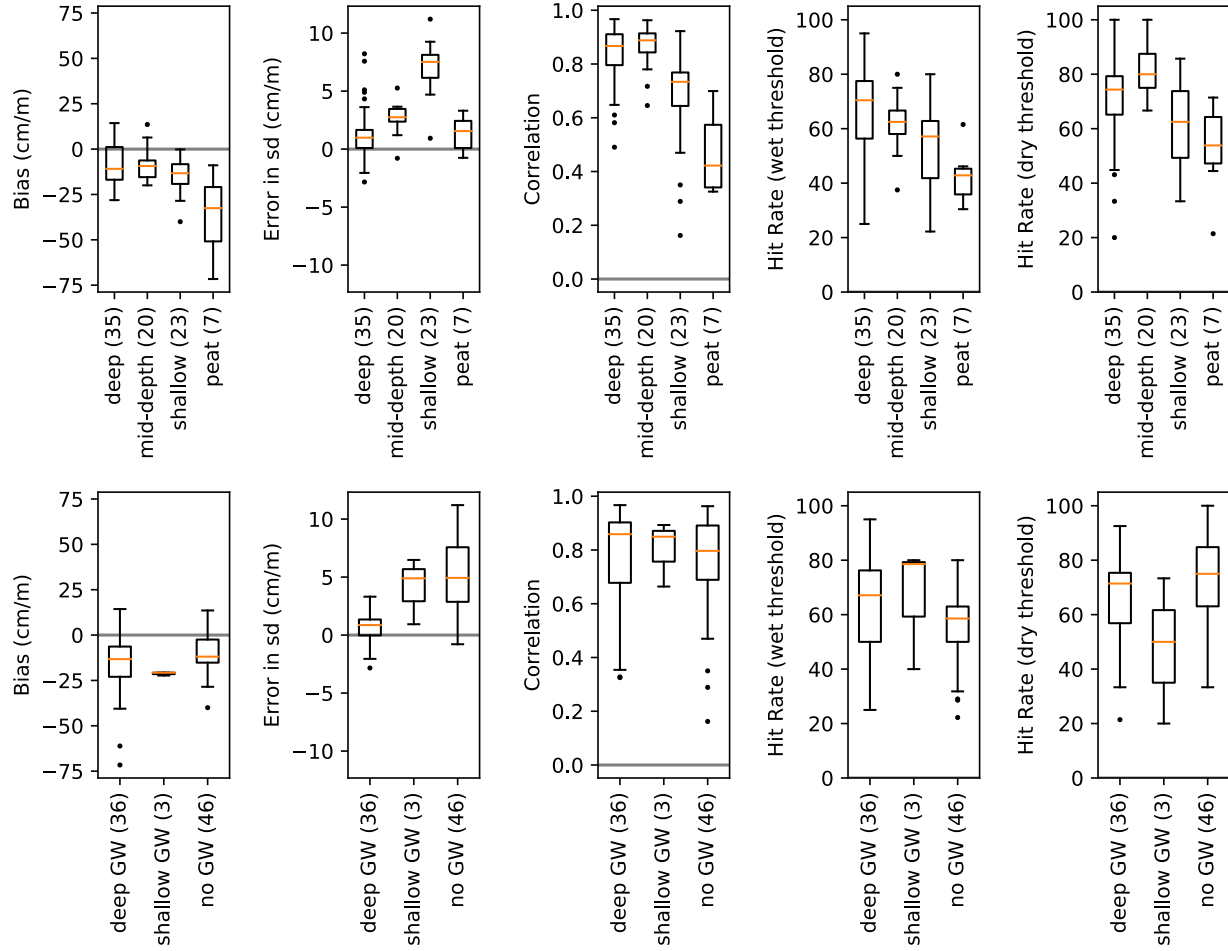 Bias (cm/m)
75
50
25
0
−25
−50
−75
deep (35)
mid-depth (20)
shallow (23)
peat (7)
Error in sd (cm/m)
10
5
0
−5
−10
deep (35)
mid-depth (20)
shallow (23)
peat (7)
Correlation
1.0
0.8
0.6
0.4
0.2
0.0
deep (35)
mid-depth (20)
shallow (23)
peat (7)
Hit Rate (wet threshold)
100
80
60
40
20
0
deep (35)
mid-depth (20)
shallow (23)
peat (7)
Hit Rate (dry threshold)
100
80
60
40
20
0
deep (35)
mid-depth (20)
shallow (23)
peat (7)
Bias (cm/m)
75
50
25
0
−25
−50
−75
deep GW (36)
shallow GW (3)
no GW (46)
Error in sd (cm/m)
10
5
0
−5
−10
deep GW (36)
shallow GW (3)
no GW (46)
Correlation
1.0
0.8
0.6
0.4
0.2
0.0
deep GW (36)
shallow GW (3)
no GW (46)
Hit Rate (wet threshold)
100
80
60
40
20
0
deep GW (36)
shallow GW (3)
no GW (46)
Hit Rate (dry threshold)
100
80
60
40
20
0
deep GW (36)
shallow GW (3)
no GW (46)